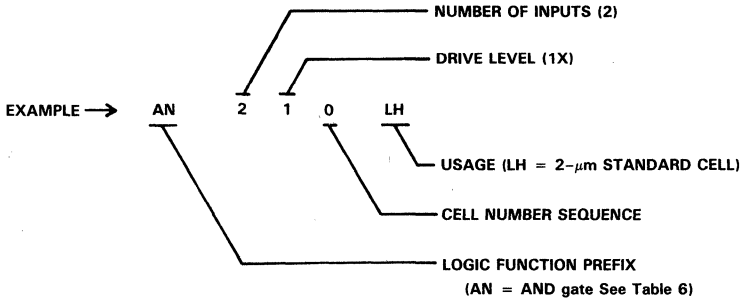 NUMBER OF INPUTS (2)
DRIVE LEVEL (1X)
EXAMPLE → AN 2 1 0 LH
USAGE (LH = 2-μm STANDARD CELL)
CELL NUMBER SEQUENCE
LOGIC FUNCTION PREFIX
(AN = AND gate See Table 6)